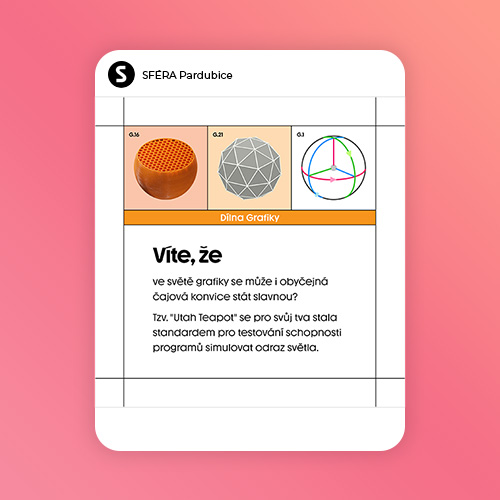 S SFÉRA Pardubice
G.16 G.21 G.1
Dílna Grafiky
Víte, že
ve světě grafiky se může i obyčejná
čajová konvice stát slavnou?
Tzv. "Utah Teapot" se pro svůj tva stala
standardem pro testování schopnosti
programů simulovat odraz světla.